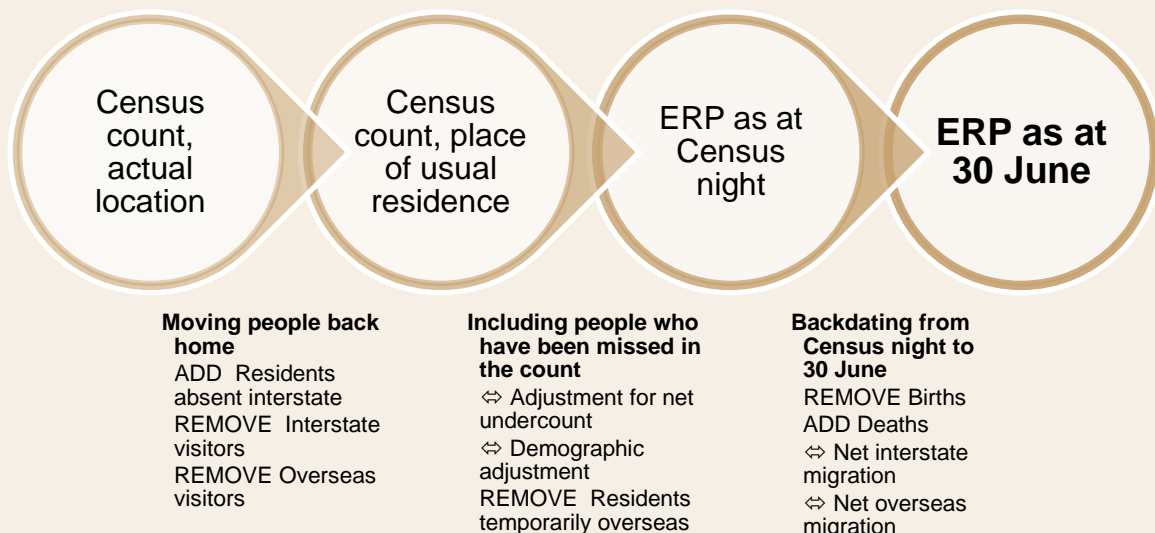 Census
count,
actual
location
Census
count, place
of usual
residence
ERP as at
Census
night
ERP as at
30 June
Moving people back
home
ADD Residents
absent interstate
REMOVE Interstate
visitors
REMOVE Overseas
visitors
Including people who
have been missed in
the count
⇔ Adjustment for net
undercount
⇔ Demographic
adjustment
REMOVE Residents
temporarily overseas
Backdating from
Census night to
30 June
REMOVE Births
ADD Deaths
⇔ Net interstate
migration
⇔ Net overseas
migration